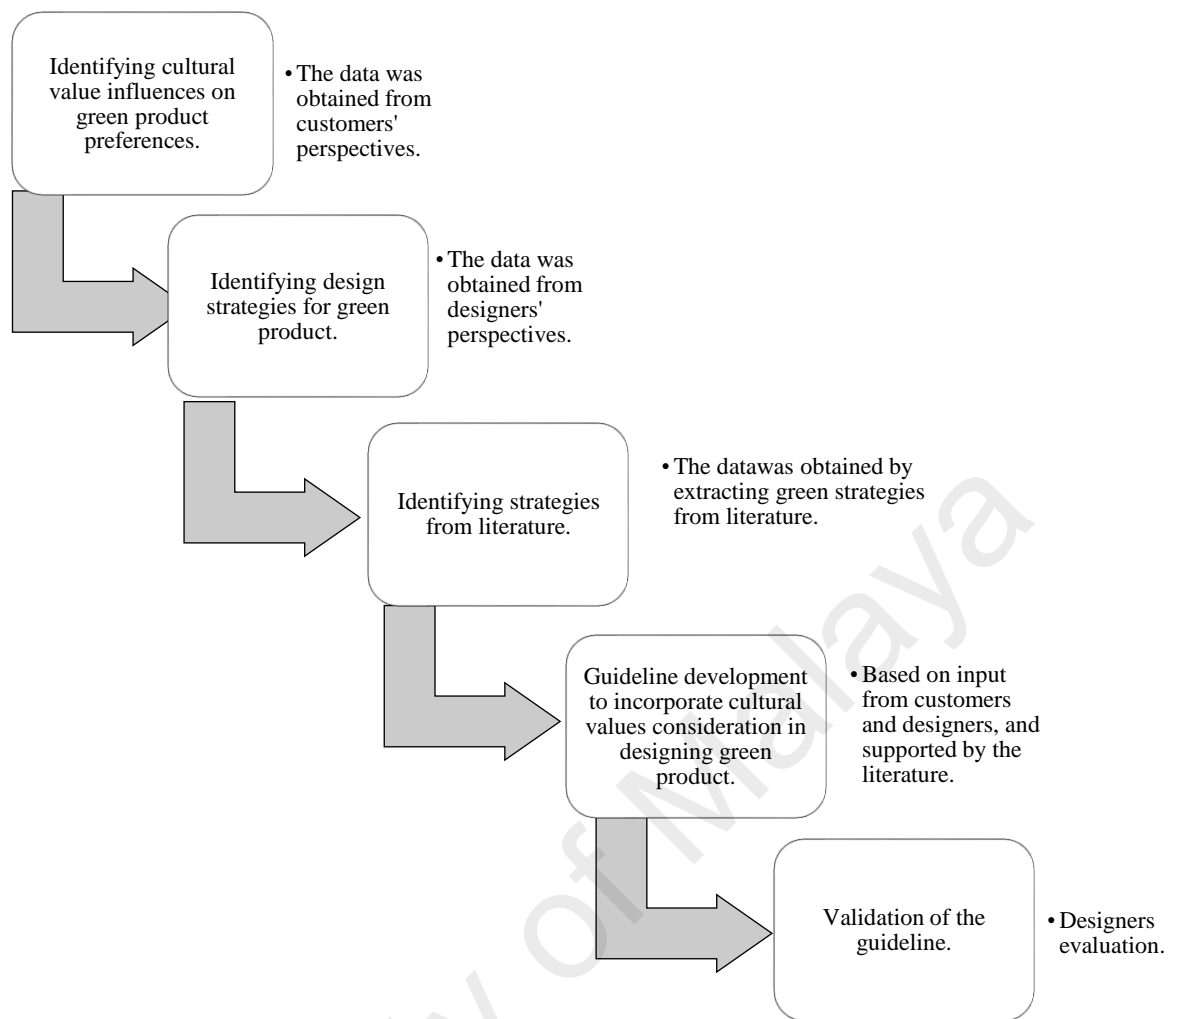 Identifying cultural
value influences on
green product
preferences.
• The data was
obtained from
customers'
perspectives.
Identifying design
strategies for green
product.
• The data was
obtained from
designers'
perspectives.
Identifying strategies
from literature.
• The datawas obtained by
extracting green strategies
from literature.
Guideline development
to incorporate cultural
values consideration in
designing green
product.
• Based on input
from customers
and designers, and
supported by the
literature.
Validation of the
guideline.
• Designers
evaluation.
of Malaya